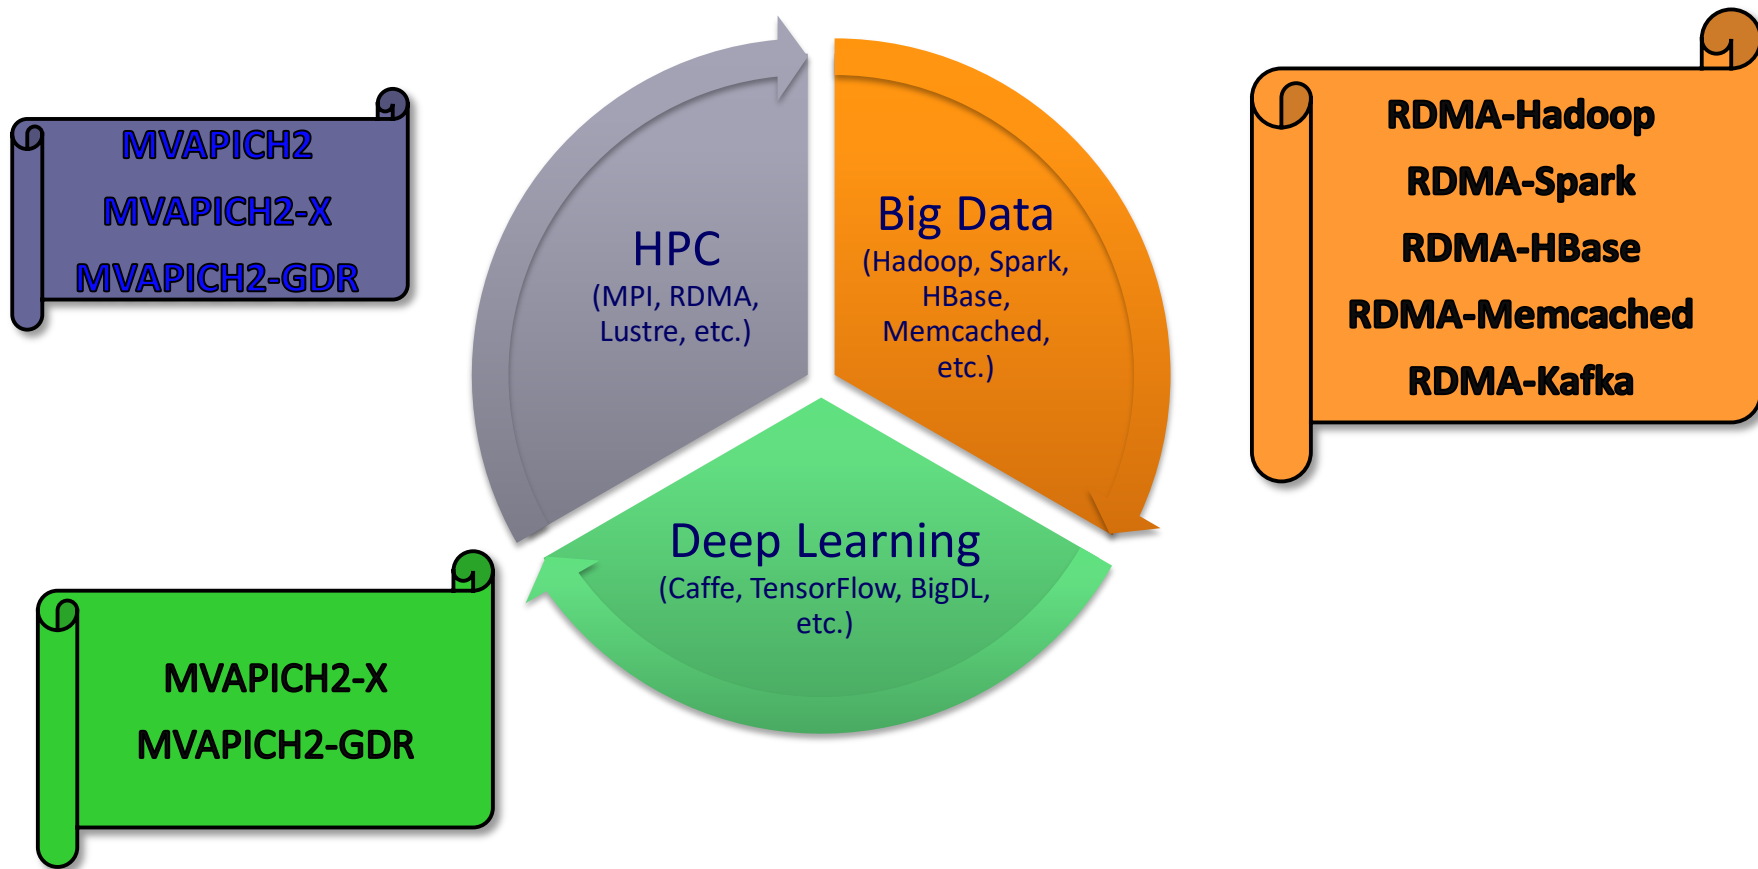 MVAPICH2
MVAPICH2-X
MVAPICH2-GDR
HPC
(MPI, RDMA,
Lustre, etc.)
Big Data
(Hadoop, Spark,
HBase,
Memcached,
etc.)
RDMA-Hadoop
RDMA-Spark
RDMA-HBase
RDMA-Memcached
RDMA-Kafka
Deep Learning
(Caffe, TensorFlow, BigDL,
etc.)
MVAPICH2-X
MVAPICH2-GDR